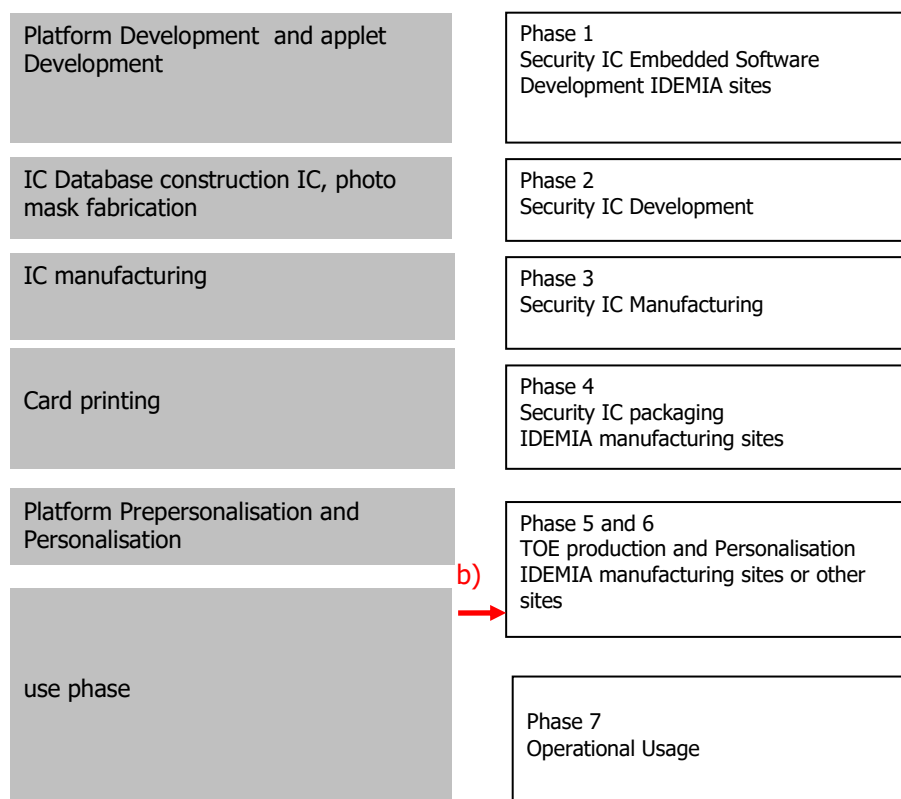 Platform Development  and applet
Development
Phase 1
Security IC Embedded Software
Development IDEMIA sites
IC Database construction IC, photo
mask fabrication
Phase 2
Security IC Development
IC manufacturing
Phase 3
Security IC Manufacturing
Card printing
Phase 4
Security IC packaging
IDEMIA manufacturing sites
Platform Prepersonalisation and
Personalisation
b)
Phase 5 and 6
TOE production and Personalisation
IDEMIA manufacturing sites or other
sites
use phase
Phase 7
Operational Usage